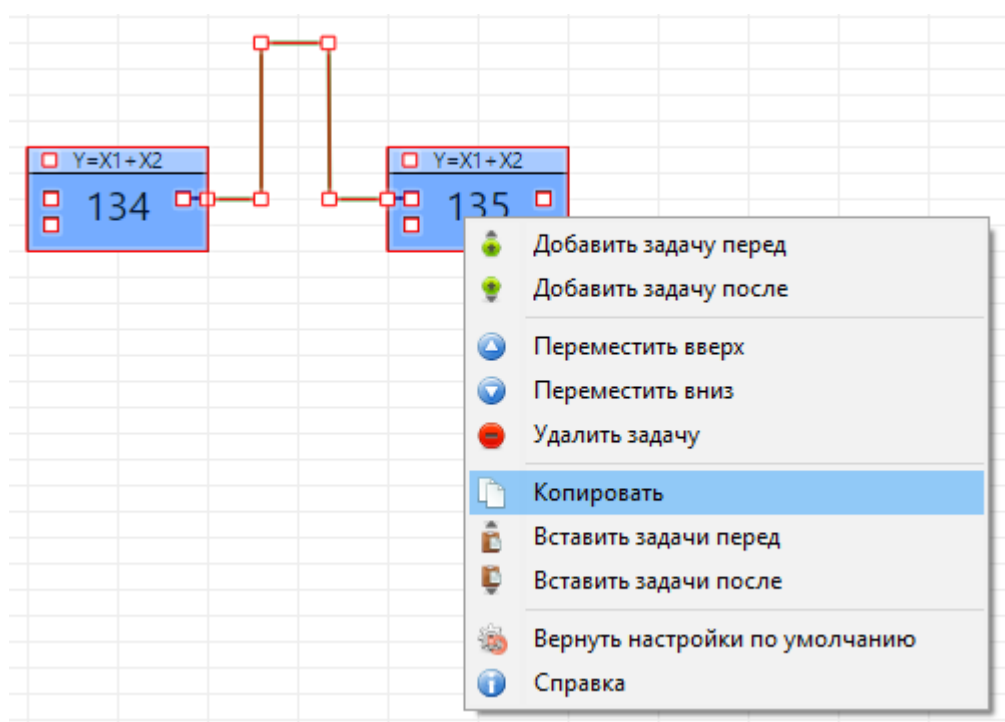 Y=X1+X2
134
Y=X1+X2
135
Добавить задачу перед
Добавить задачу после
Переместить вверх
Переместить вниз
Удалить задачу
Копировать
Вставить задачи перед
Вставить задачи после
Вернуть настройки по умолчанию
Справка